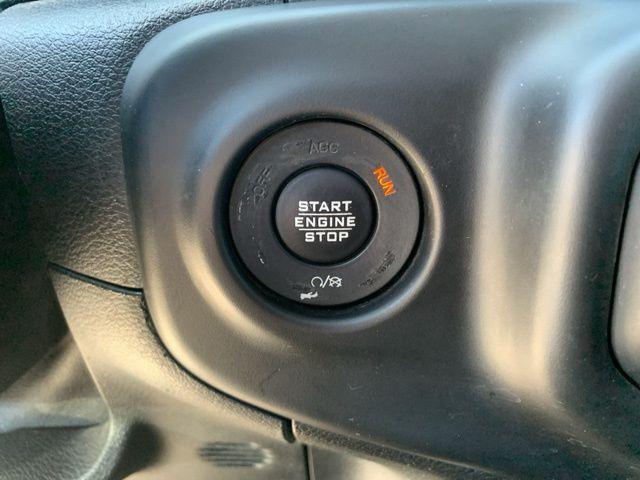 OFF
ACC
RUN
START
ENGINE
STOP